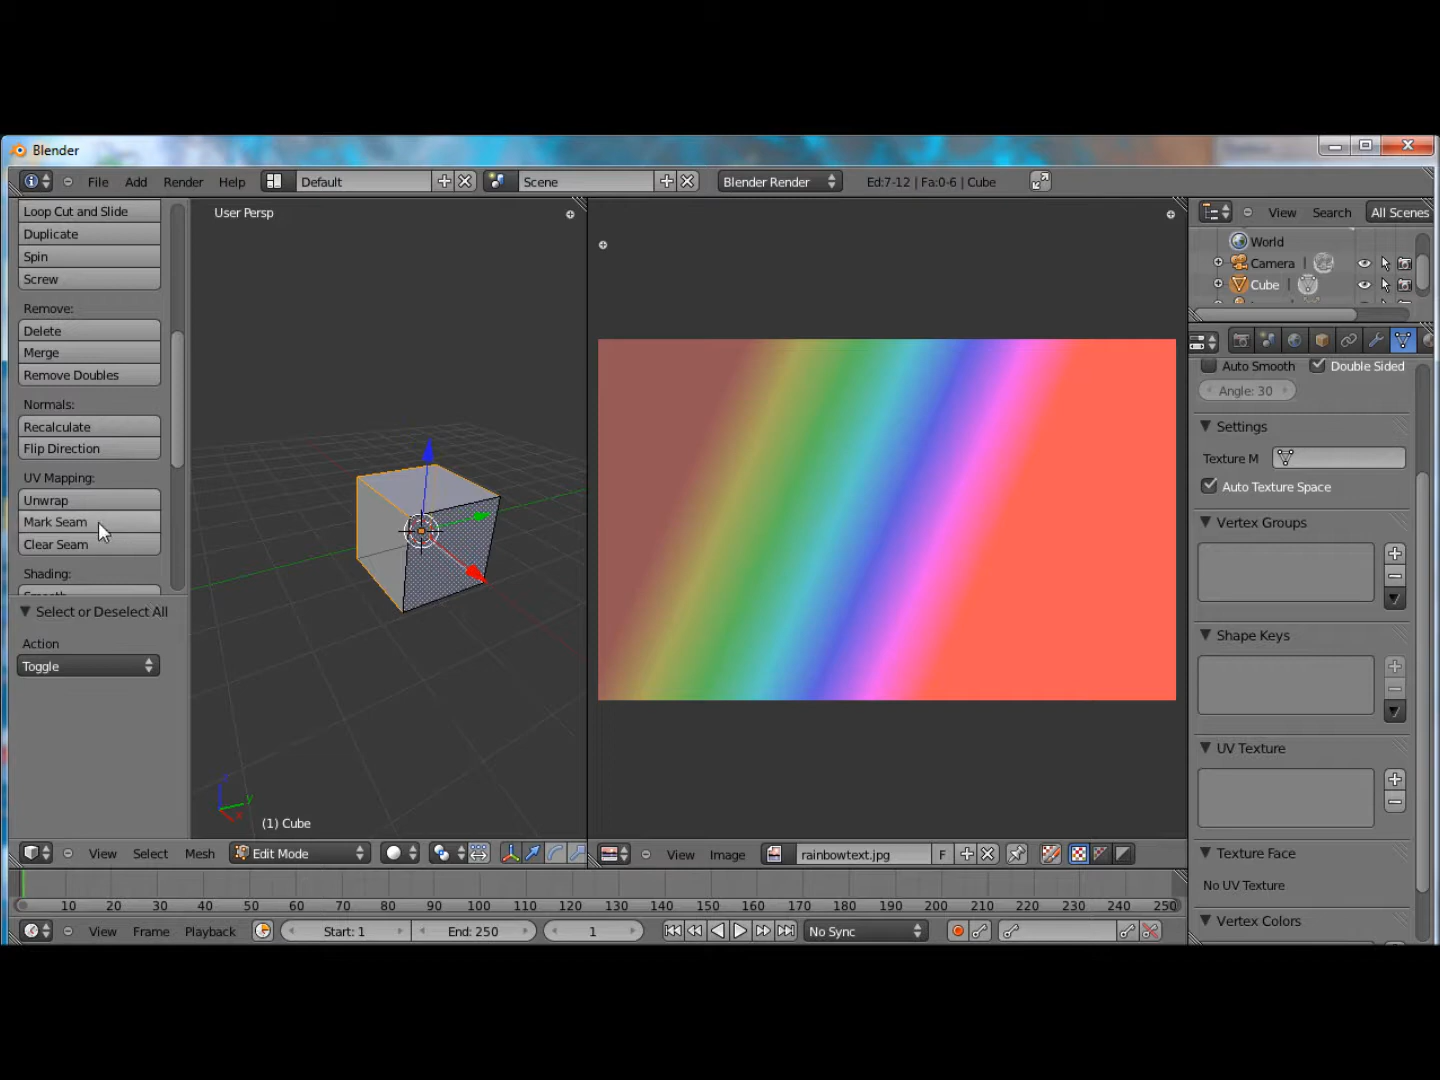 Blender
File Add Render Help Default Scene Blender Render Ed:7-12 | Fa:0-6 | Cube
Loop Cut and Slide
Duplicate
Spin
Screw
Remove:
Delete
Merge
Remove Doubles
Normals:
Recalculate
Flip Direction
UV Mapping:
Unwrap
Mark Seam
Clear Seam
Shading:
Select or Deselect All
Action
Toggle
User Persp
z
y
x
(1) Cube
View Select Mesh Edit Mode
View Image rainbowtext.jpg F
View Search All Scenes
World
Camera
Cube
Auto Smooth Double Sided
Angle: 30
Settings
Texture M
Auto Texture Space
Vertex Groups
Shape Keys
UV Texture
Texture Face
No UV Texture
Vertex Colors
10 20 30 40 50 60 70 80 90 100 110 120 130 140 150 160 170 180 190 200 210 220 230 240 250
View Frame Playback Start: 1 End: 250 1 No Sync